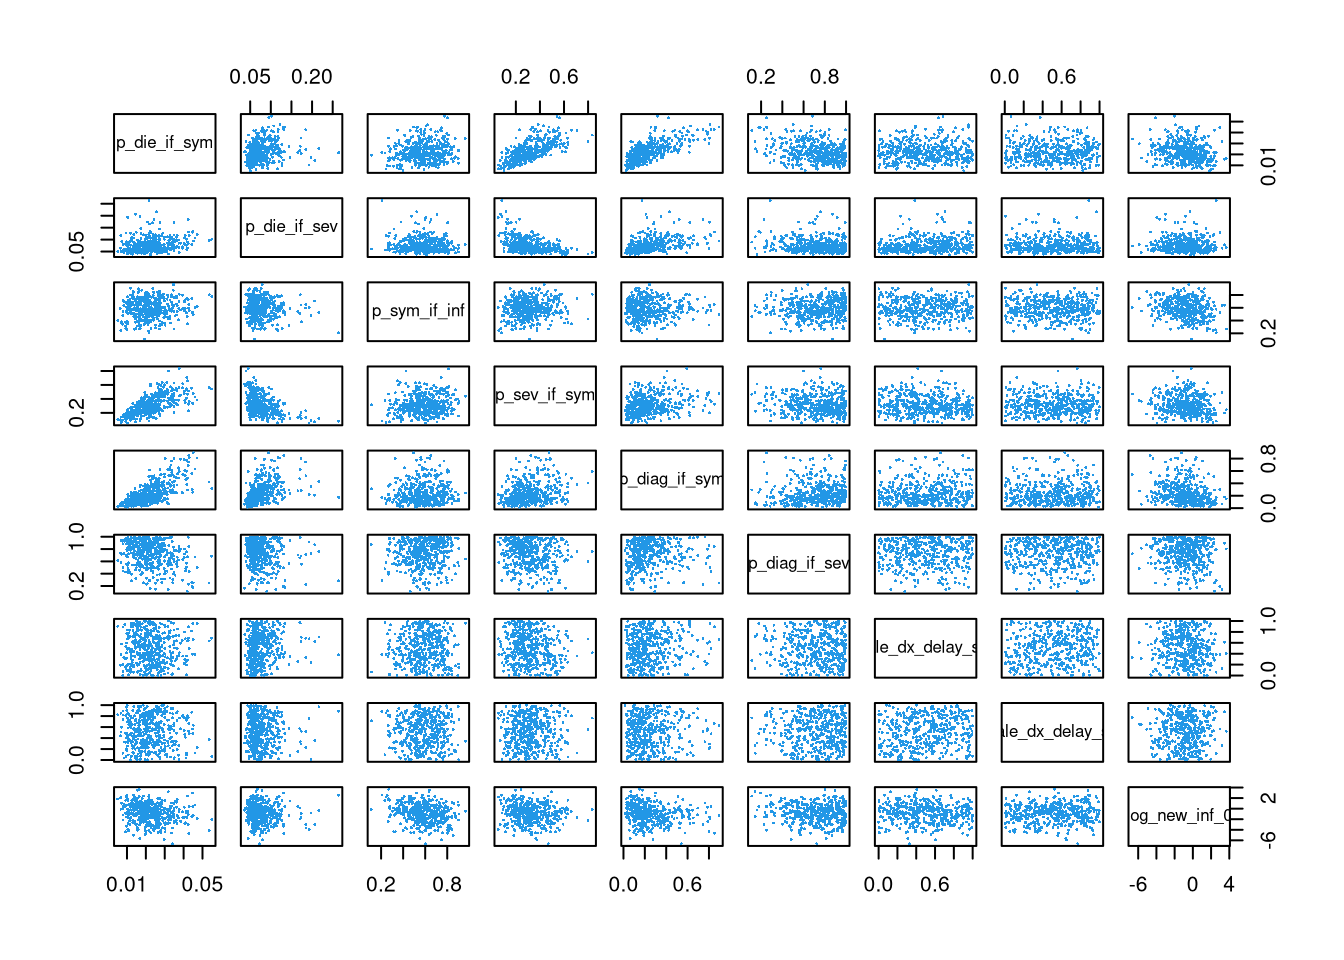 0.05 0.20 0.2 0.6 0.2 0.8 0.0 0.6
p_die_if_sym 0.01
0.05 p_die_if_sev
p_sym_if_inf 0.2
0.2 p_sev_if_sym
p_diag_if_sym 0.0 0.8
0.2 1.0 p_diag_if_sev
le_dx_delay_s 0.0 1.0
0.0 1.0 ale_dx_delay_
og_new_inf_0 -6 2
0.01 0.05 0.2 0.8 0.0 0.6 0.0 0.6 -6 0 4